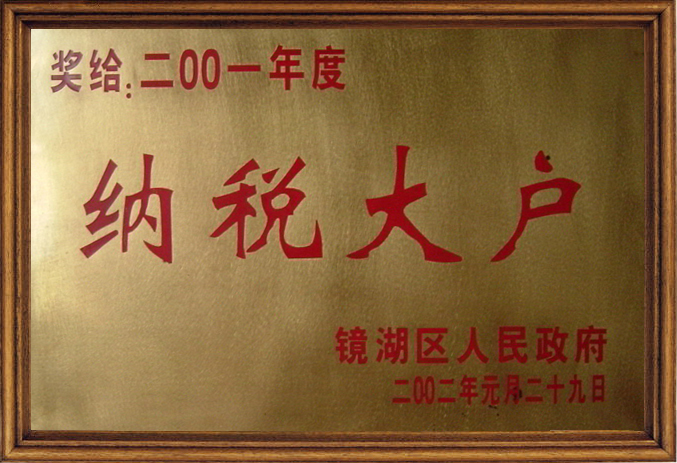 奖给:二00一年度
纳税大户
镜湖区人民政府
二00二年元月二十九日